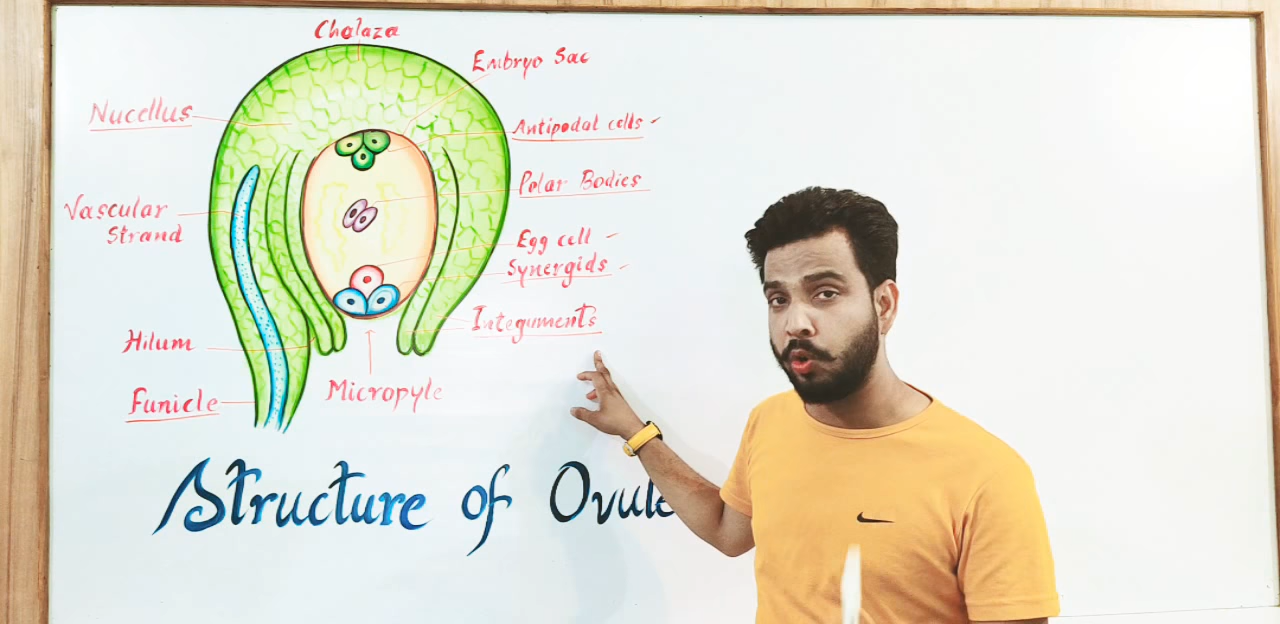 Chalaza
Embryo Sac
Nucellus
Antipodal cells
Polar Bodies
Vascular
Strand
Egg cell
Synergids
Integuments
Hilum
Micropyle
Funicle
Structure of Ovule